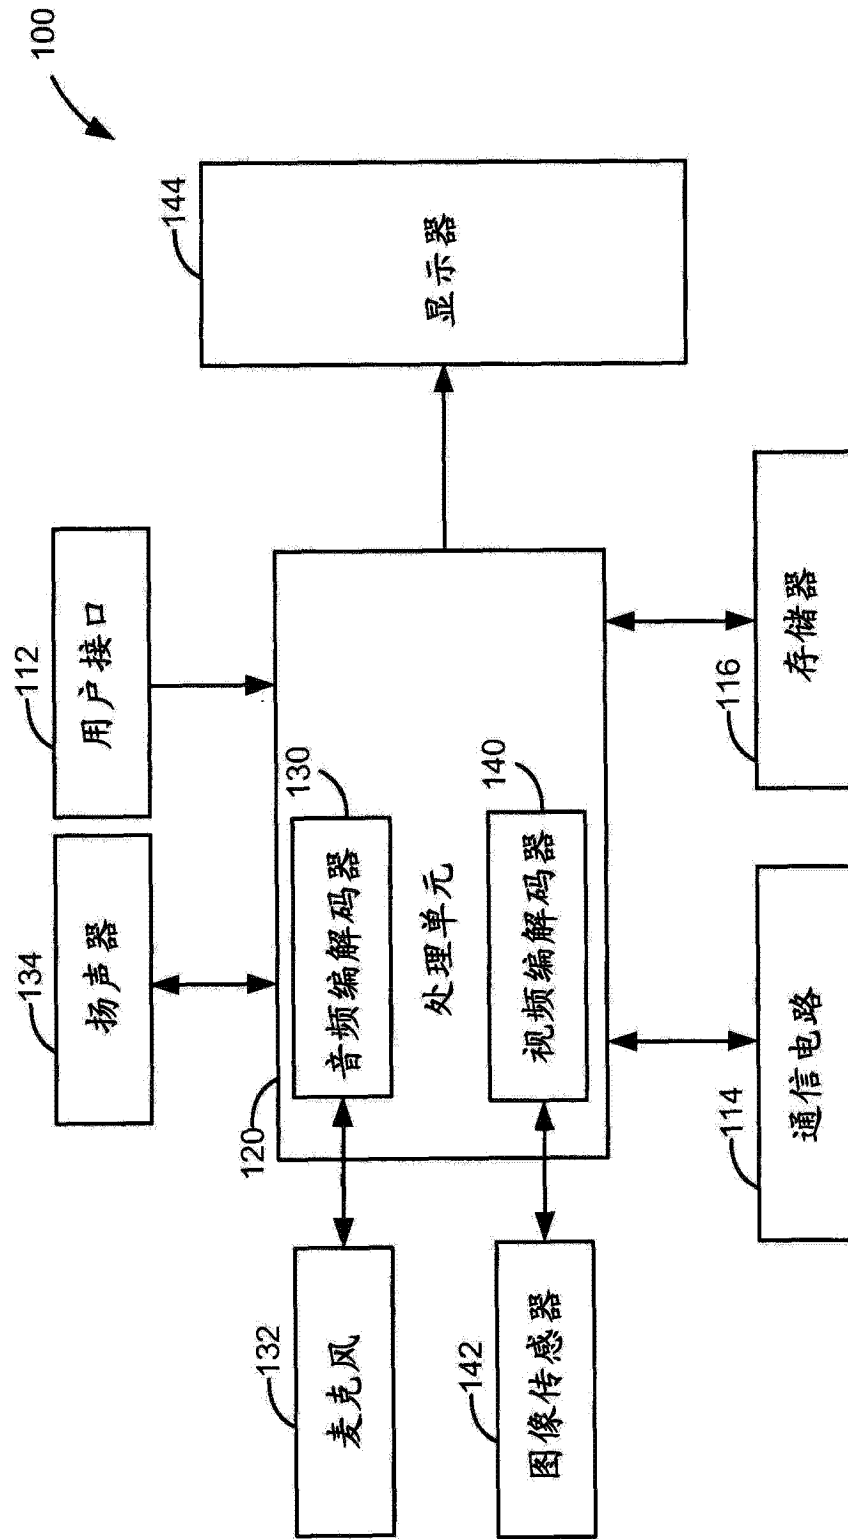 100
134
扬声器
112
用户接口
144
显示器
120
132
麦克风
音频编解码器
130
处理单元
142
图像传感器
视频编解码器
140
114
通信电路
116
存储器